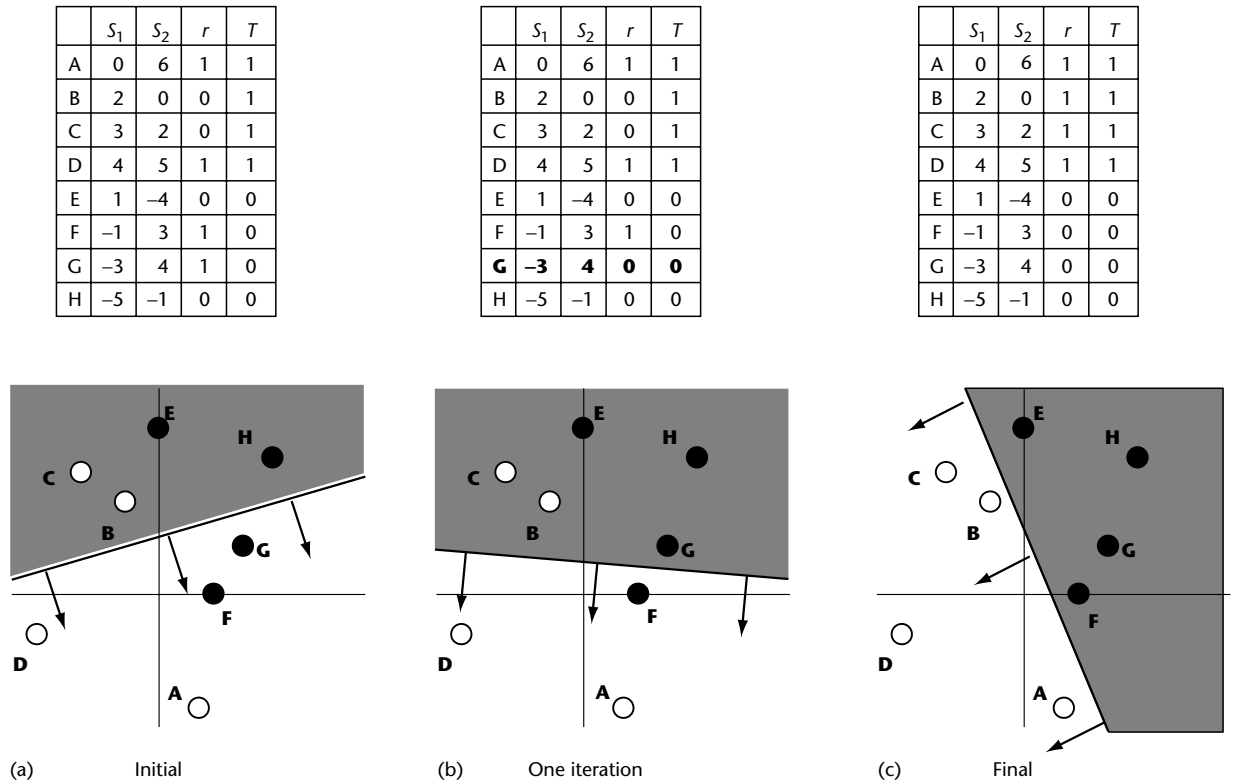 S1 S2 r T
A 0 6 1 1
B 2 0 0 1
C 3 2 0 1
D 4 5 1 1
E 1 –4 0 0
F –1 3 1 0
G –3 4 1 0
H –5 –1 0 0
S1 S2 r T
A 0 6 1 1
B 2 0 0 1
C 3 2 0 1
D 4 5 1 1
E 1 –4 0 0
F –1 3 1 0
G –3 4 0 0
H –5 –1 0 0
S1 S2 r T
A 0 6 1 1
B 2 0 1 1
C 3 2 1 1
D 4 5 1 1
E 1 –4 0 0
F –1 3 0 0
G –3 4 0 0
H –5 –1 0 0
E
H
C
B
G
F
D
A
(a) Initial
E
H
C
B
G
F
D
A
(b) One iteration
E
H
C
B
G
F
D
A
(c) Final